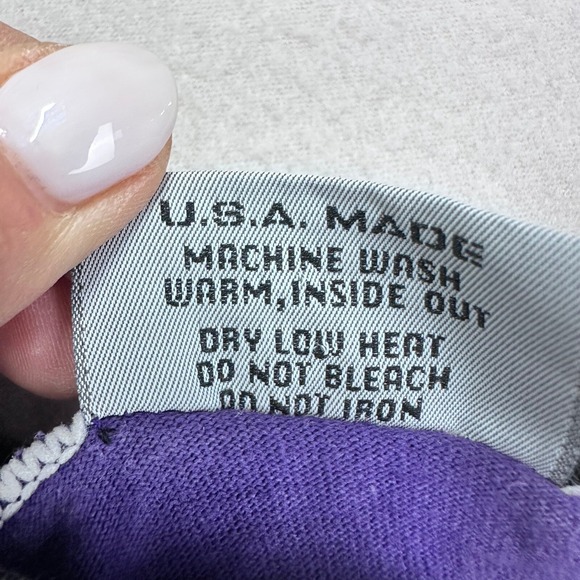 U.S.A. MADE
MACHINE WASH
WARM, INSIDE OUT
DRY LOW HEAT
DO NOT BLEACH
DO NOT IRON